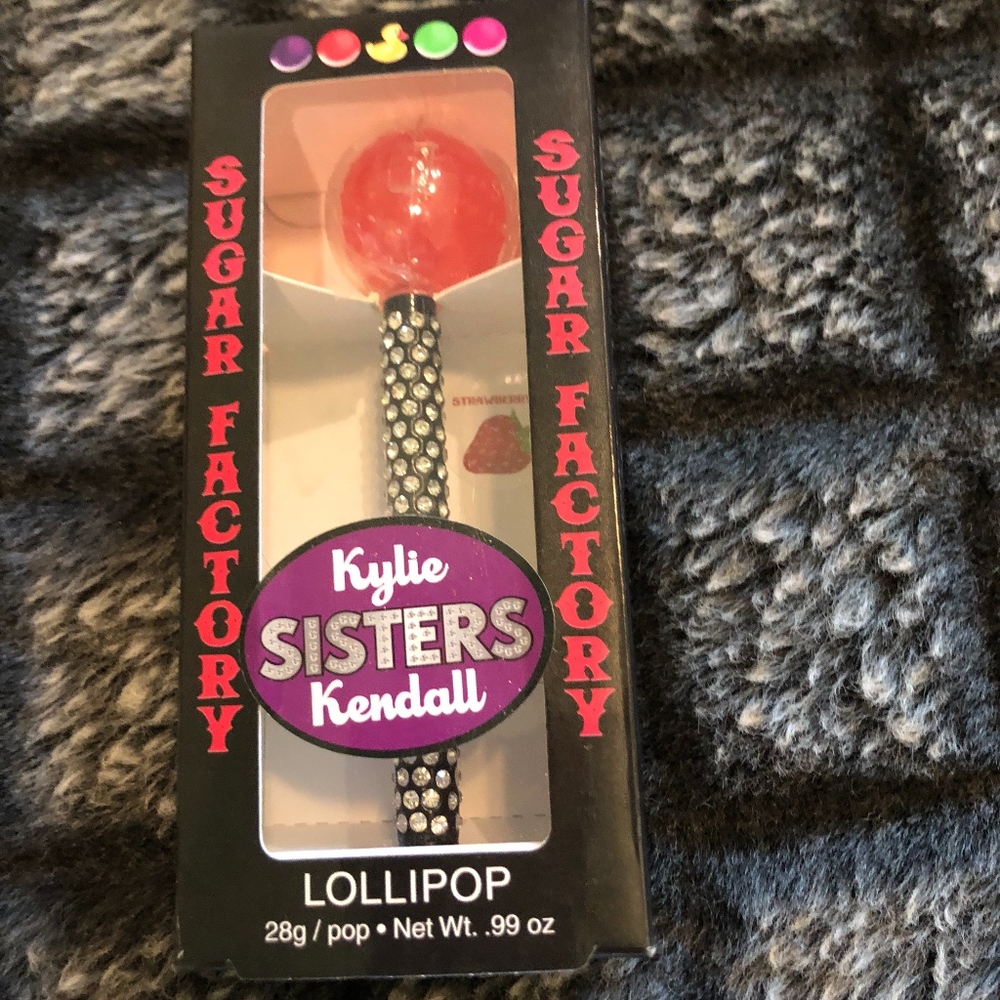 SUGAR FACTORY
SUGAR FACTORY
STRAWBERRY
Kylie
SISTERS
Kendall
LOLLIPOP
28g / pop • Net Wt. .99 oz